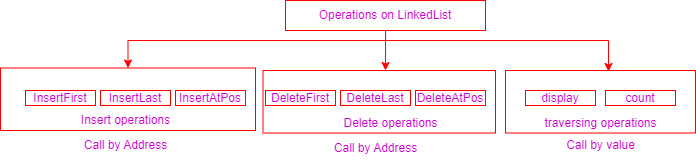 Operations on LinkedList
InsertFirst InsertLast InsertAtPos
Insert operations
Call by Address
DeleteFirst DeleteLast DeleteAtPos
Delete operations
Call by Address
display count
traversing operations
Call by value